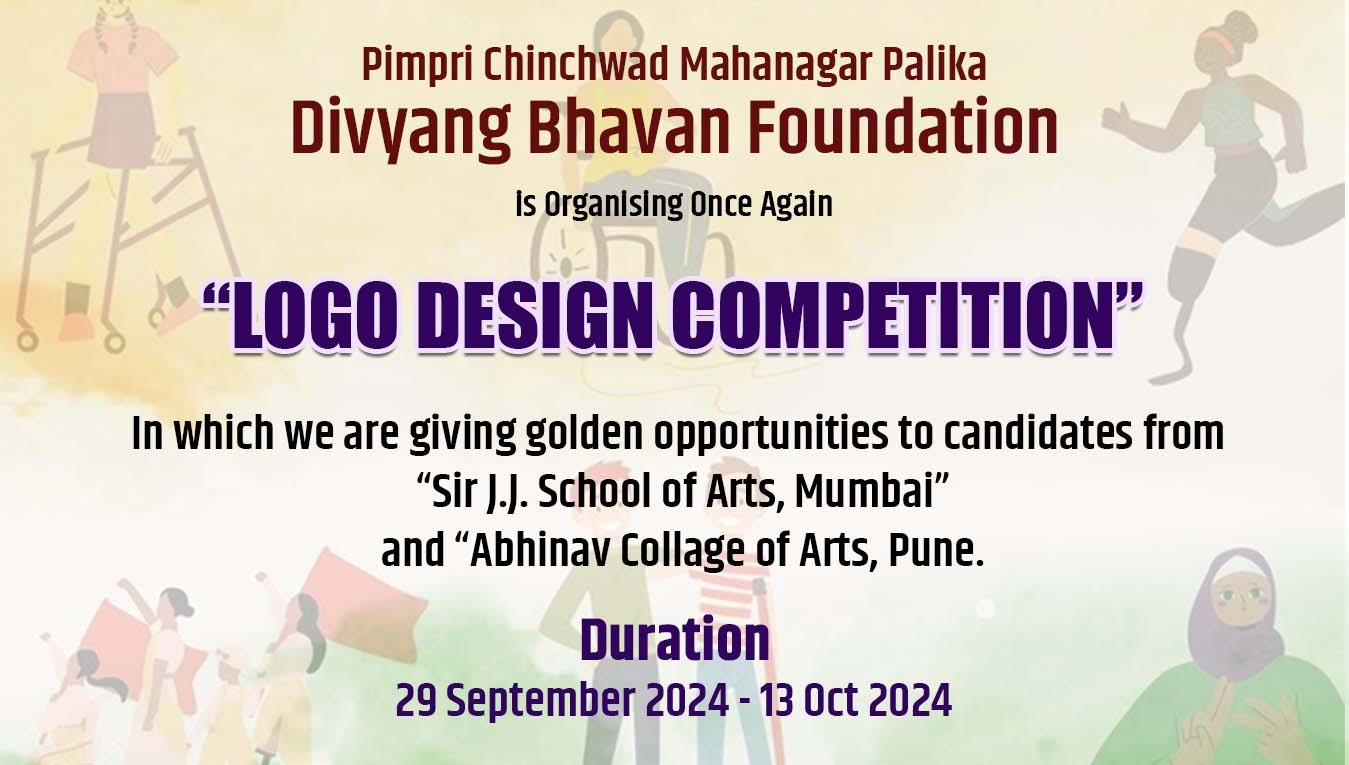 Pimpri Chinchwad Mahanagar Palika
Divyang Bhavan Foundation
is Organising Once Again
“LOGO DESIGN COMPETITION”
In which we are giving golden opportunities to candidates from
“Sir J.J. School of Arts, Mumbai”
and “Abhinav Collage of Arts, Pune.
Duration
29 September 2024 - 13 Oct 2024